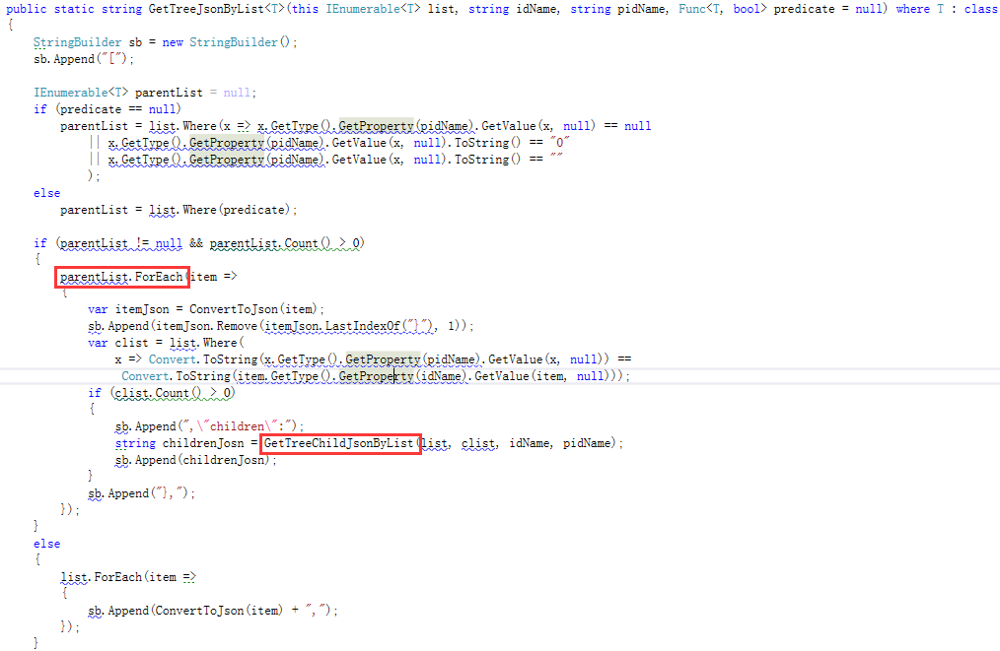 public static string GetTreeJsonByList<T>(this IEnumerable<T> list, string idName, string pidName, Func<T, bool> predicate = null) where T : class
{
StringBuilder sb = new StringBuilder();
sb.Append("[");
IEnumerable<T> parentList = null;
if (predicate == null)
parentList = list.Where(x => x.GetType().GetProperty(pidName).GetValue(x, null) == null
|| x.GetType().GetProperty(pidName).GetValue(x, null).ToString() == "0"
|| x.GetType().GetProperty(pidName).GetValue(x, null).ToString() == ""
);
else
parentList = list.Where(predicate);
if (parentList != null && parentList.Count() > 0)
{
parentList.ForEach(item =>
{
var itemJson = ConvertToJson(item);
sb.Append(itemJson.Remove(itemJson.LastIndexOf("}"), 1));
var clist = list.Where(
x => Convert.ToString(x.GetType().GetProperty(pidName).GetValue(x, null)) ==
Convert.ToString(item.GetType().GetProperty(idName).GetValue(item, null)));
if (clist.Count() > 0)
{
sb.Append(",\"children\":");
string childrenJosn = GetTreeChildJsonByList(list, clist, idName, pidName);
sb.Append(childrenJosn);
}
sb.Append("},");
});
}
else
{
list.ForEach(item =>
{
sb.Append(ConvertToJson(item) + ",");
});
}